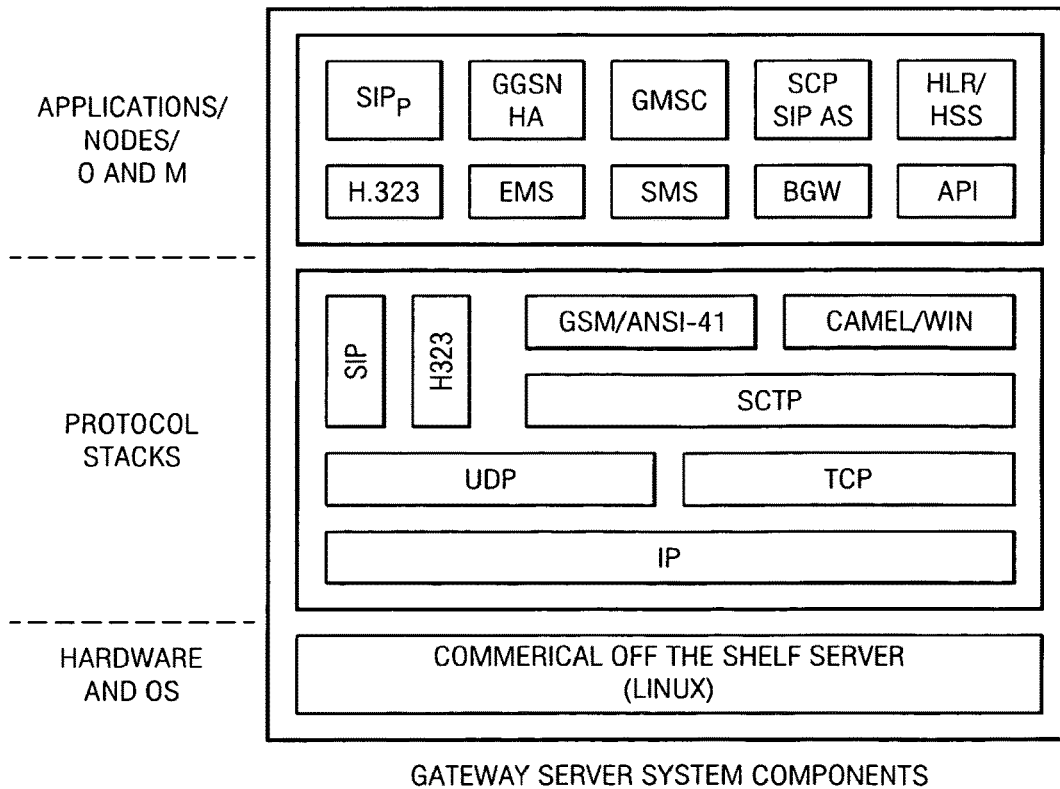 APPLICATIONS/
NODES/
O AND M
SIPP
GGSN
HA
GMSC
SCP
SIP AS
HLR/
HSS
H.323
EMS
SMS
BGW
API
PROTOCOL
STACKS
SIP
H323
GSM/ANSI-41
CAMEL/WIN
SCTP
UDP
TCP
IP
HARDWARE
AND OS
COMMERICAL OFF THE SHELF SERVER
(LINUX)
GATEWAY SERVER SYSTEM COMPONENTS